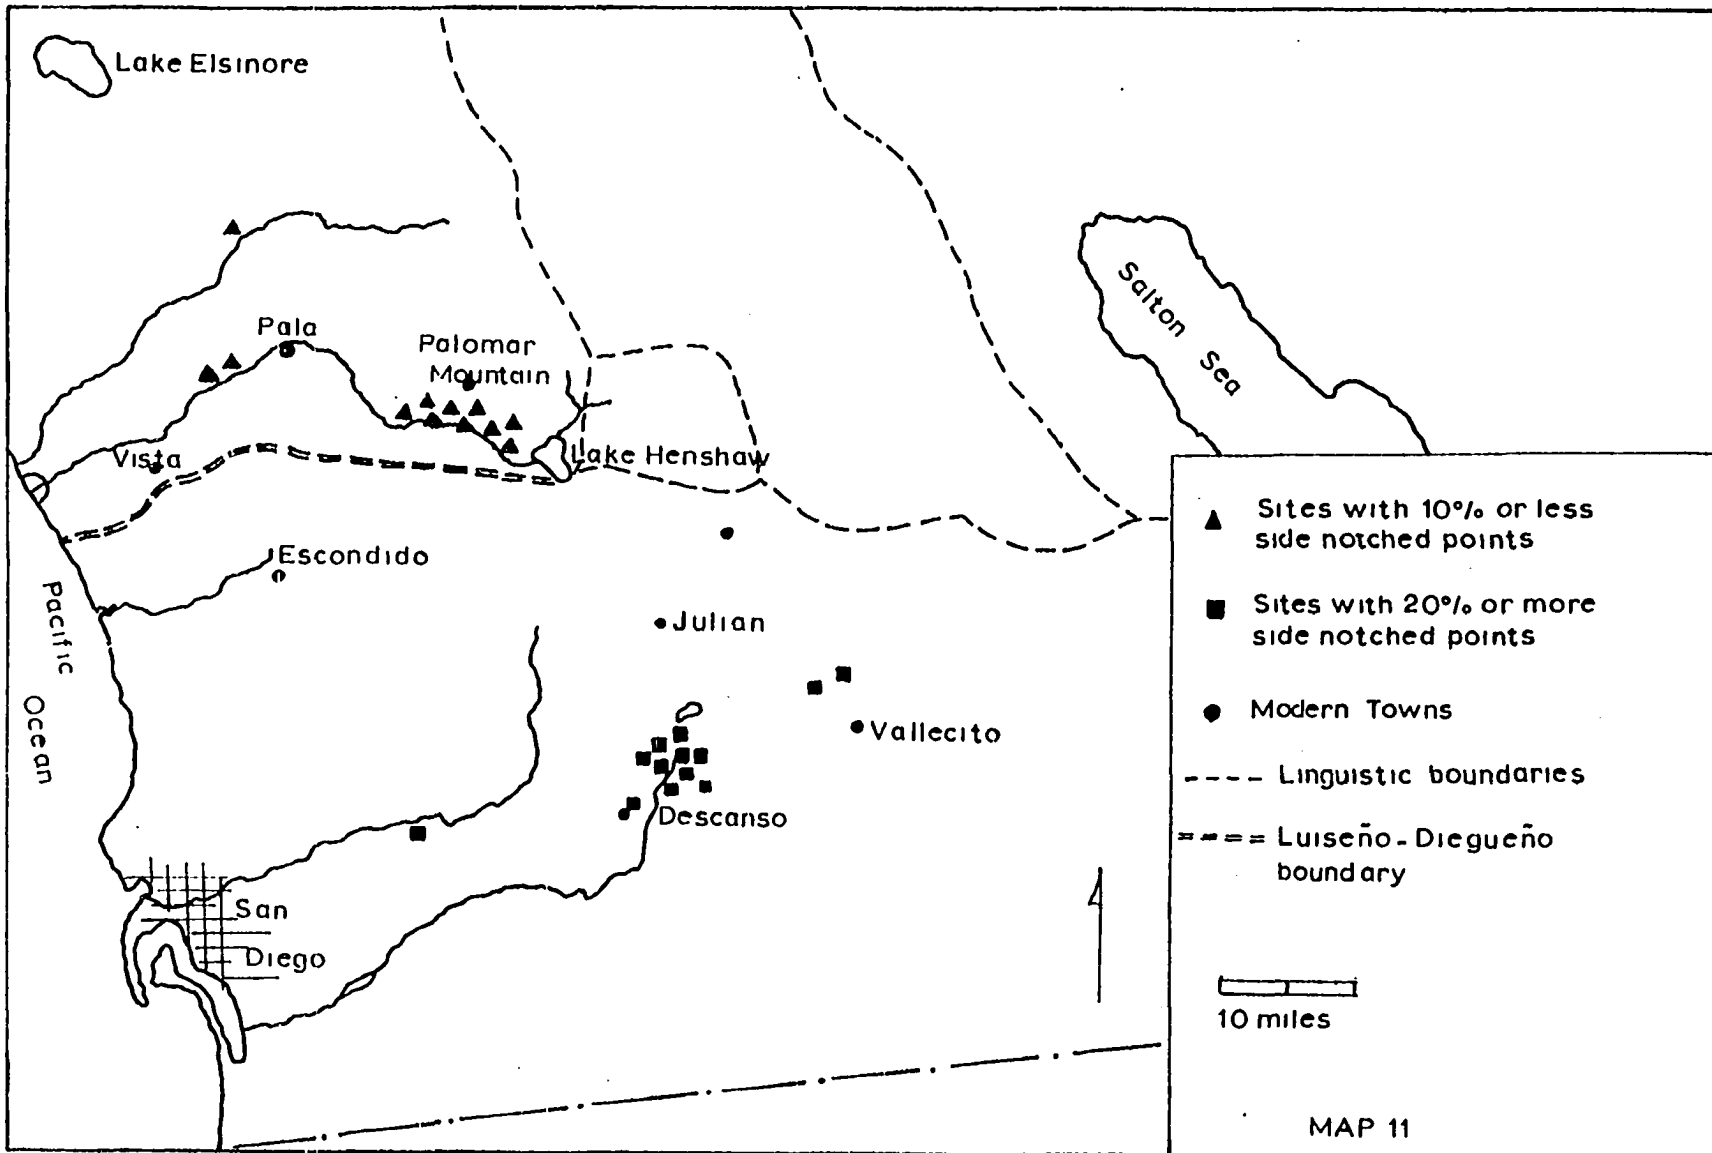 Lake Elsinore
Pala
Palomar
Mountain
Salton
Sea
Vista
Lake Henshaw
Escondido
Pacific
Ocean
Julian
Vallecito
Descanso
San
Diego
Sites with 10% or less
side notched points
Sites with 20% or more
side notched points
Modern Towns
Linguistic boundaries
Luiseño-Diegueño
boundary
10 miles
MAP 11